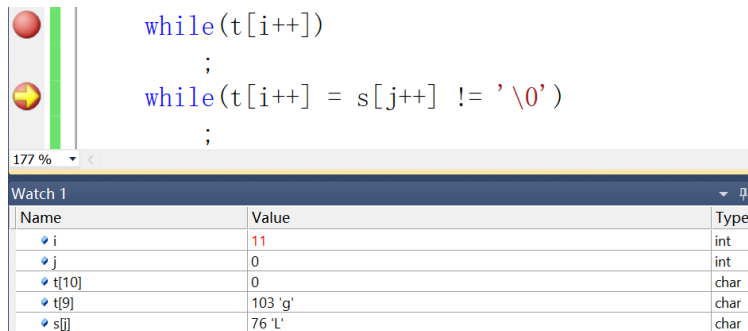 while(t[i++])
;
while(t[i++] = s[j++] != '\0')
;
177 %
Watch 1
Name Value Type
i 11 int
j 0 int
t[10] 0 char
t[9] 103 'g' char
s[j] 76 'L' char